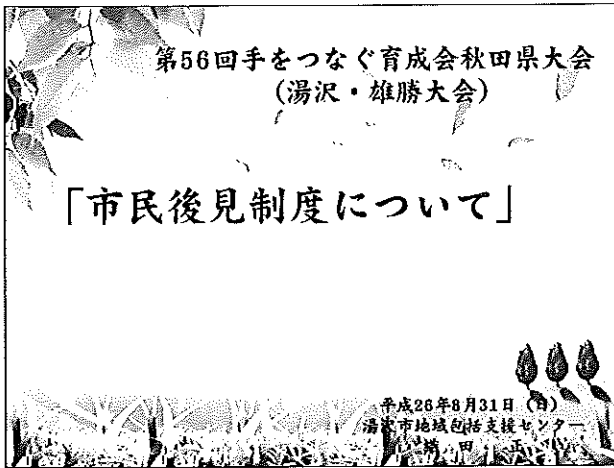 第56回手をつなぐ育成会秋田県大会
(湯沢・雄勝大会)
「市民後見制度について」
平成26年8月31日(日)
湯沢市地域包括支援センター
田 正